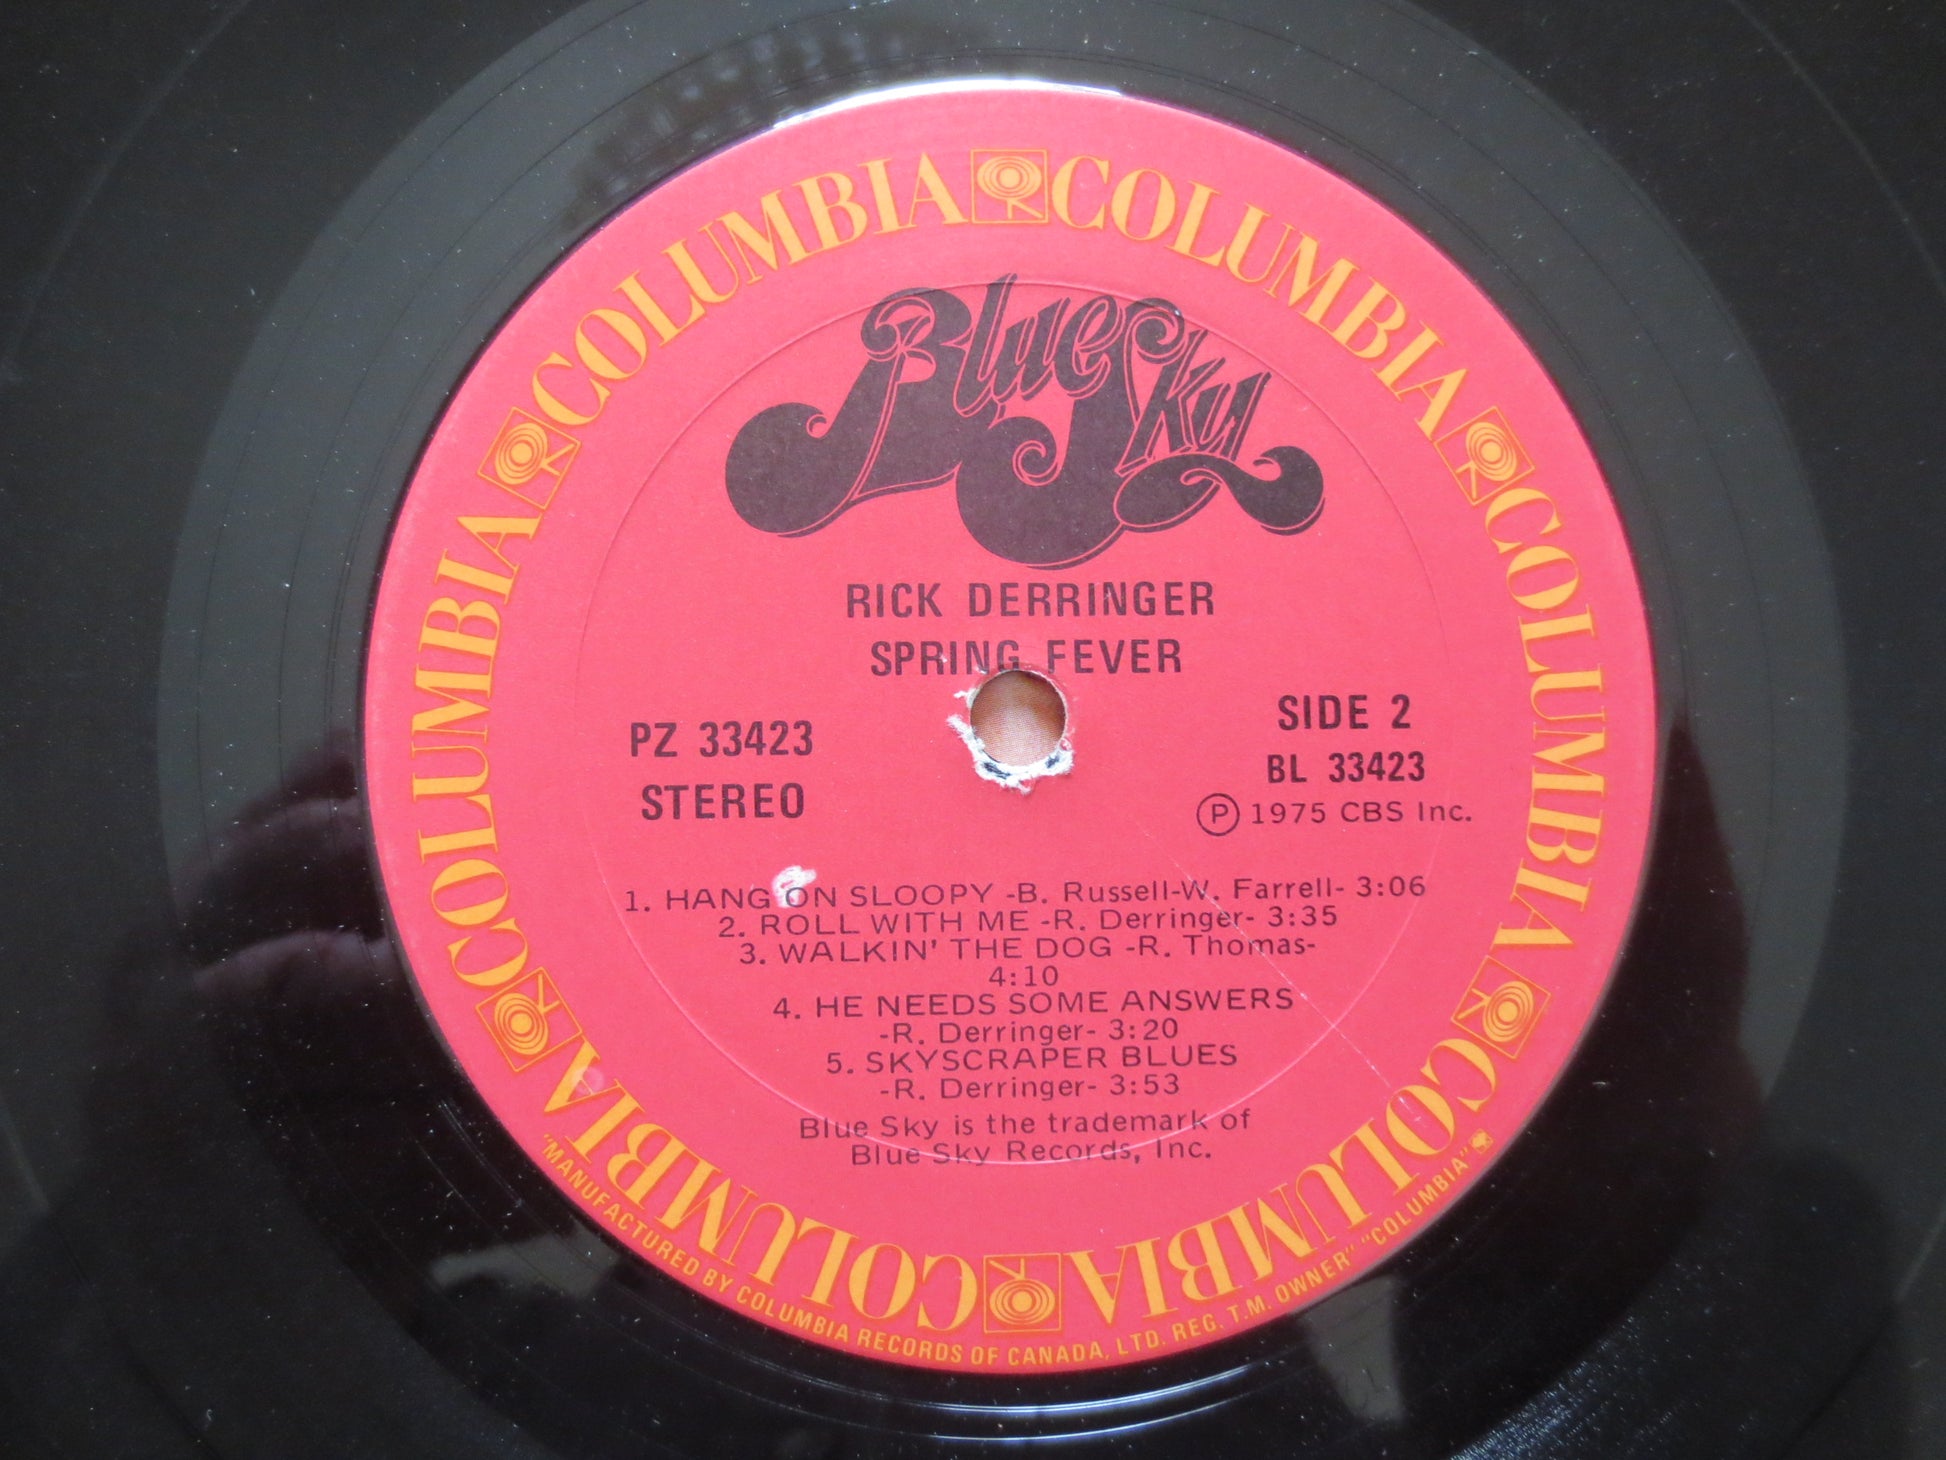 COLUMBIA COLUMBIA COLUMBIA COLUMBIA COLUMBIA COLUMBIA
Blue Sky
RICK DERRINGER
SPRING FEVER
PZ 33423
STEREO
SIDE 2
BL 33423
Ⓟ 1975 CBS Inc.
1. HANG ON SLOOPY -B. Russell-W. Farrell- 3:06
2. ROLL WITH ME -R. Derringer- 3:35
3. WALKIN' THE DOG -R. Thomas-
4:10
4. HE NEEDS SOME ANSWERS
-R. Derringer- 3:20
5. SKYSCRAPER BLUES
-R. Derringer- 3:53
Blue Sky is the trademark of
Blue Sky Records, Inc.
"MANUFACTURED BY COLUMBIA RECORDS OF CANADA, LTD. REG. T.M. OWNER" "COLUMBIA"